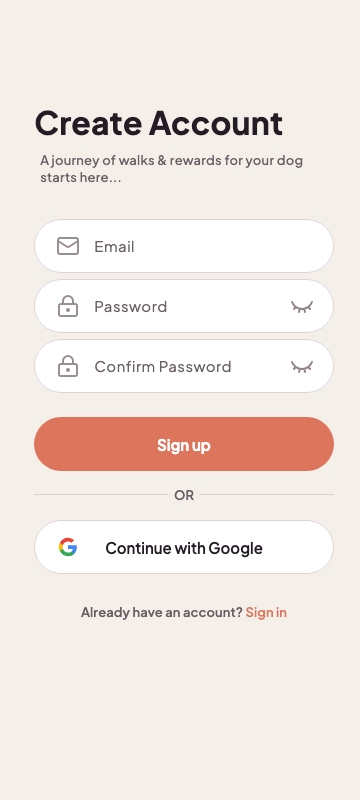 Create Account
A journey of walks & rewards for your dog
starts here...
Email
Password
Confirm Password
Sign up
OR
Continue with Google
Already have an account? Sign in